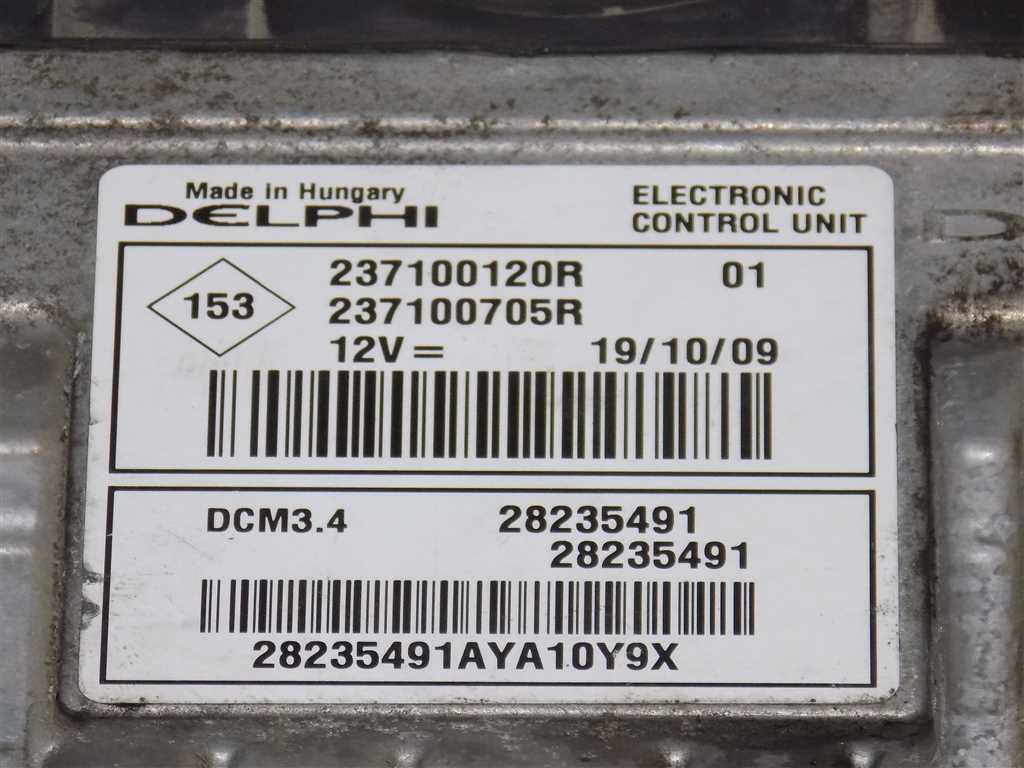 Made in Hungary
DELPHI
ELECTRONIC
CONTROL UNIT
153
237100120R 01
237100705R
12V = 19/10/09
DCM3.4 28235491
28235491
28235491AYA10Y9X